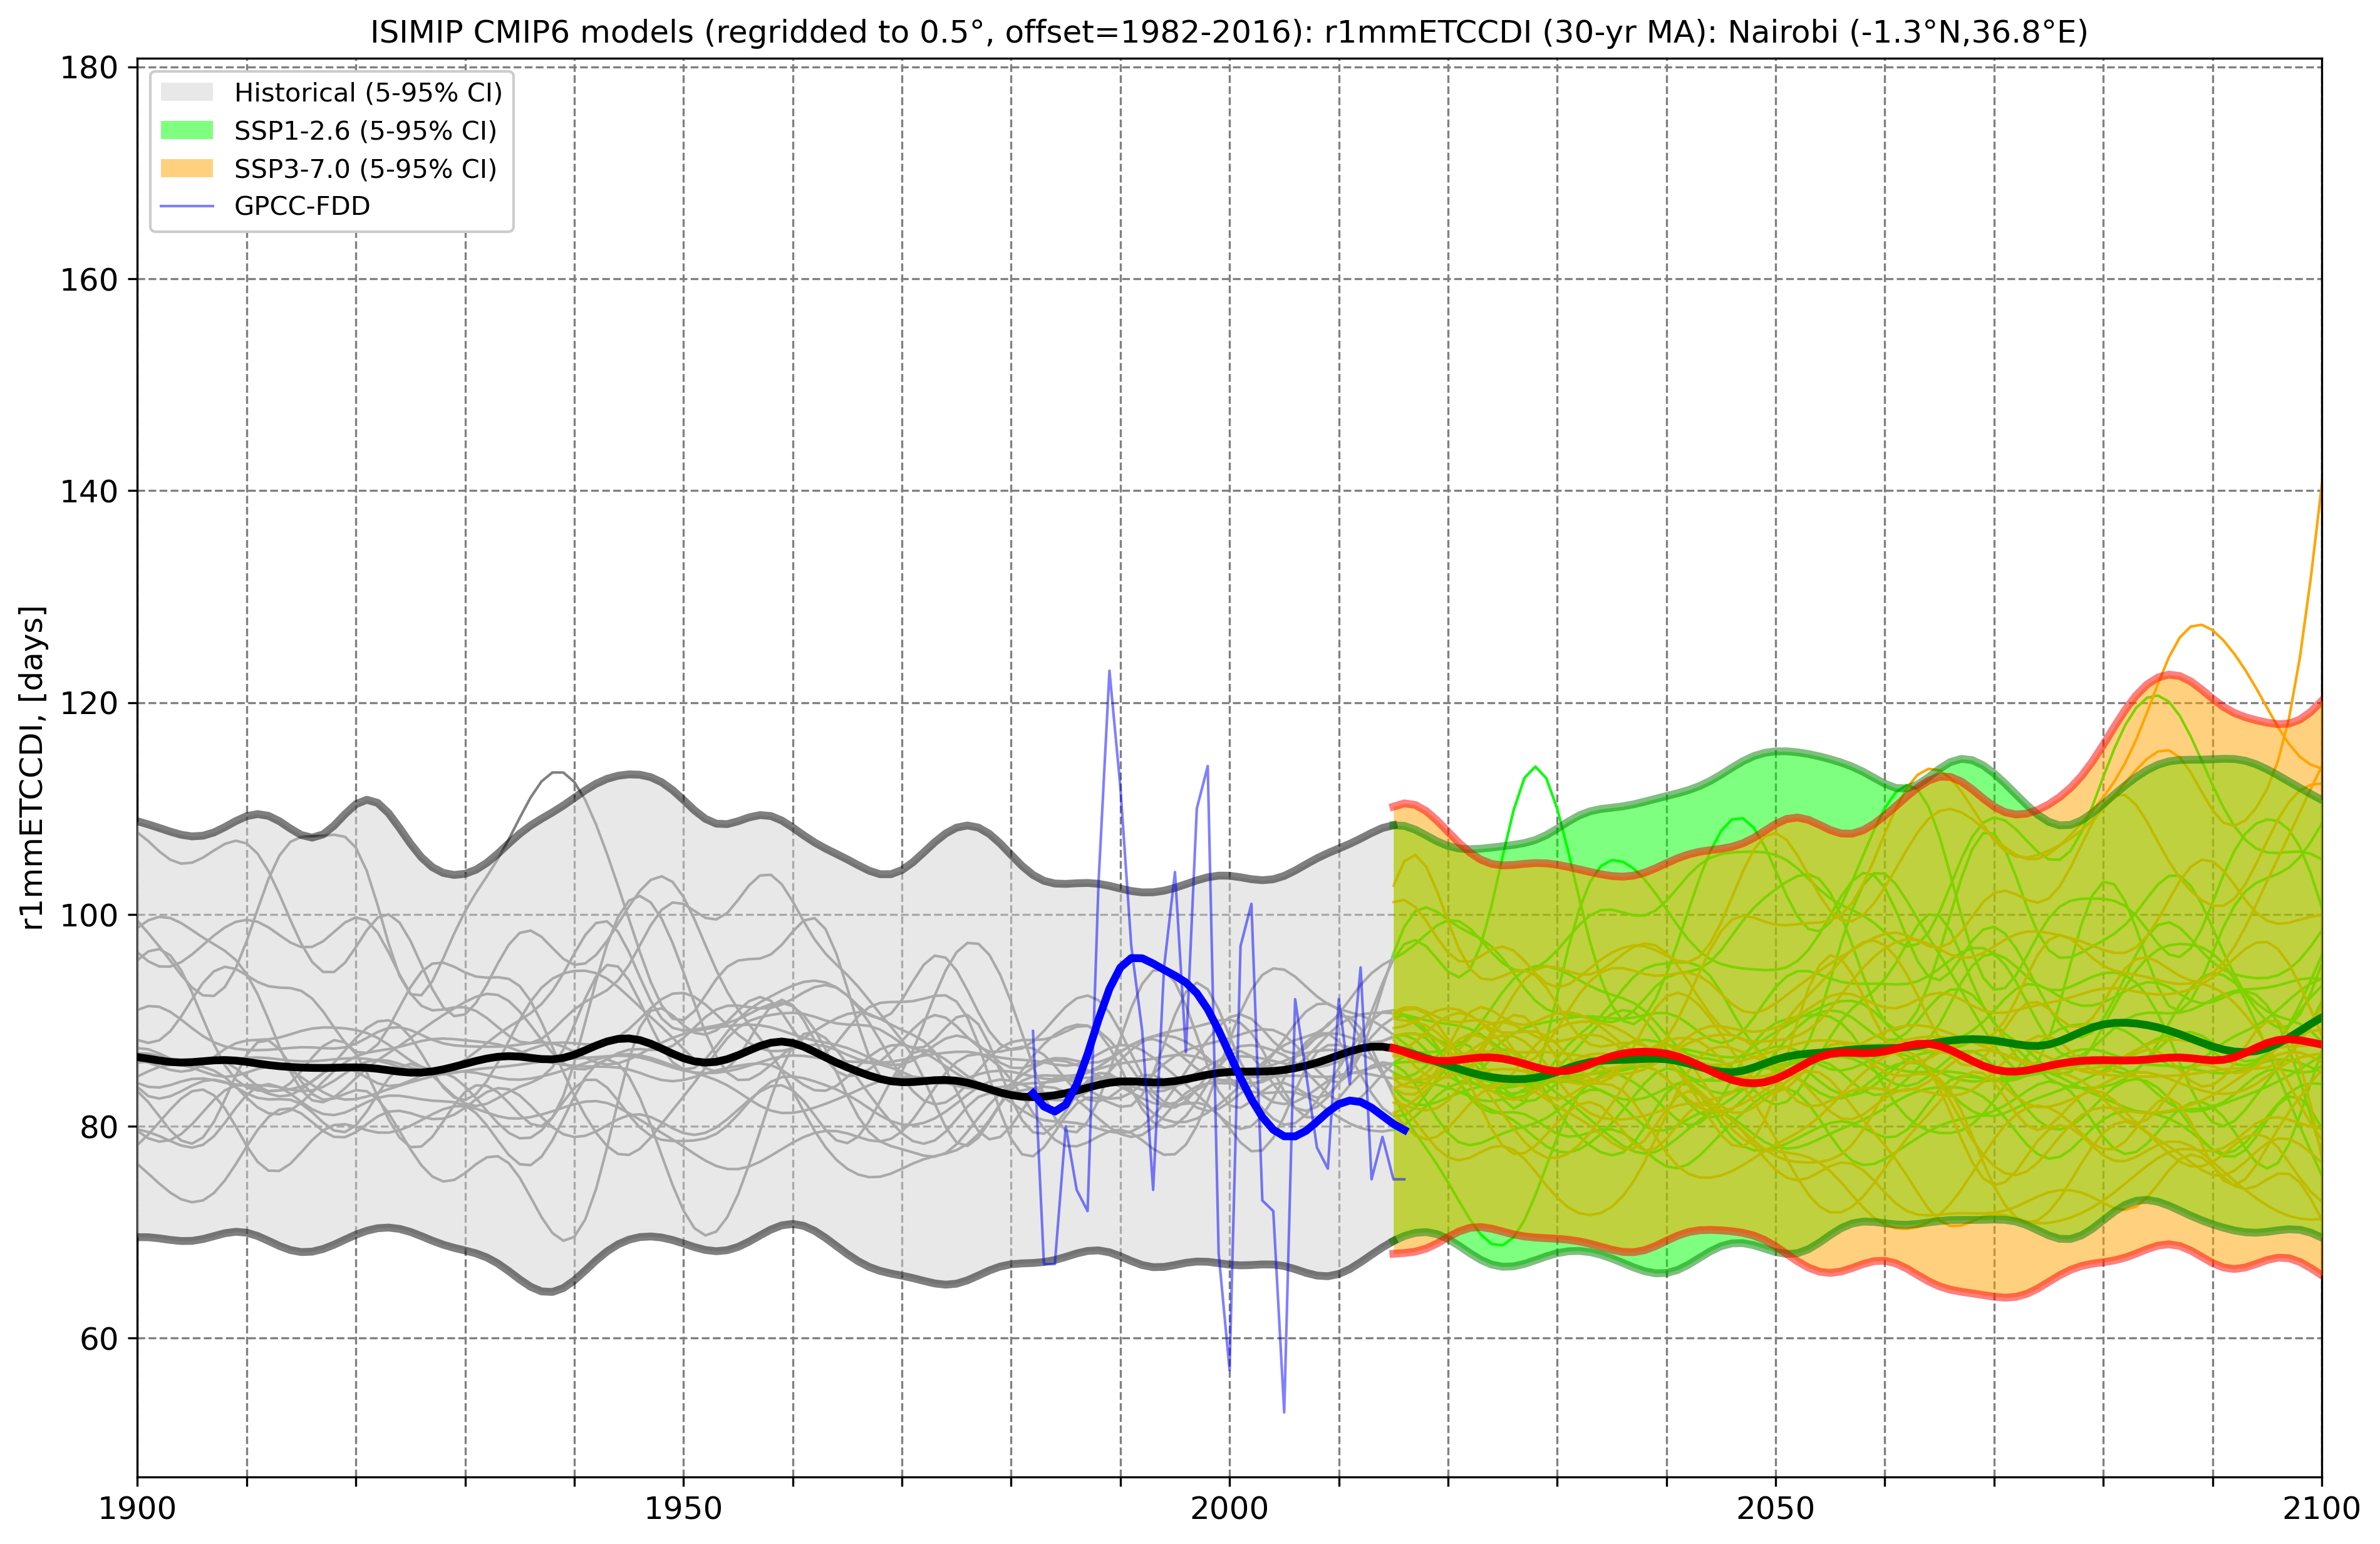 ISIMIP CMIP6 models (regridded to 0.5°, offset=1982-2016): r1mmETCCDI (30-yr MA): Nairobi (-1.3°N,36.8°E)
Historical (5-95% CI)
SSP1-2.6 (5-95% CI)
SSP3-7.0 (5-95% CI)
GPCC-FDD
r1mmETCCDI, [days]
180
160
140
120
100
80
60
1900
1950
2000
2050
2100